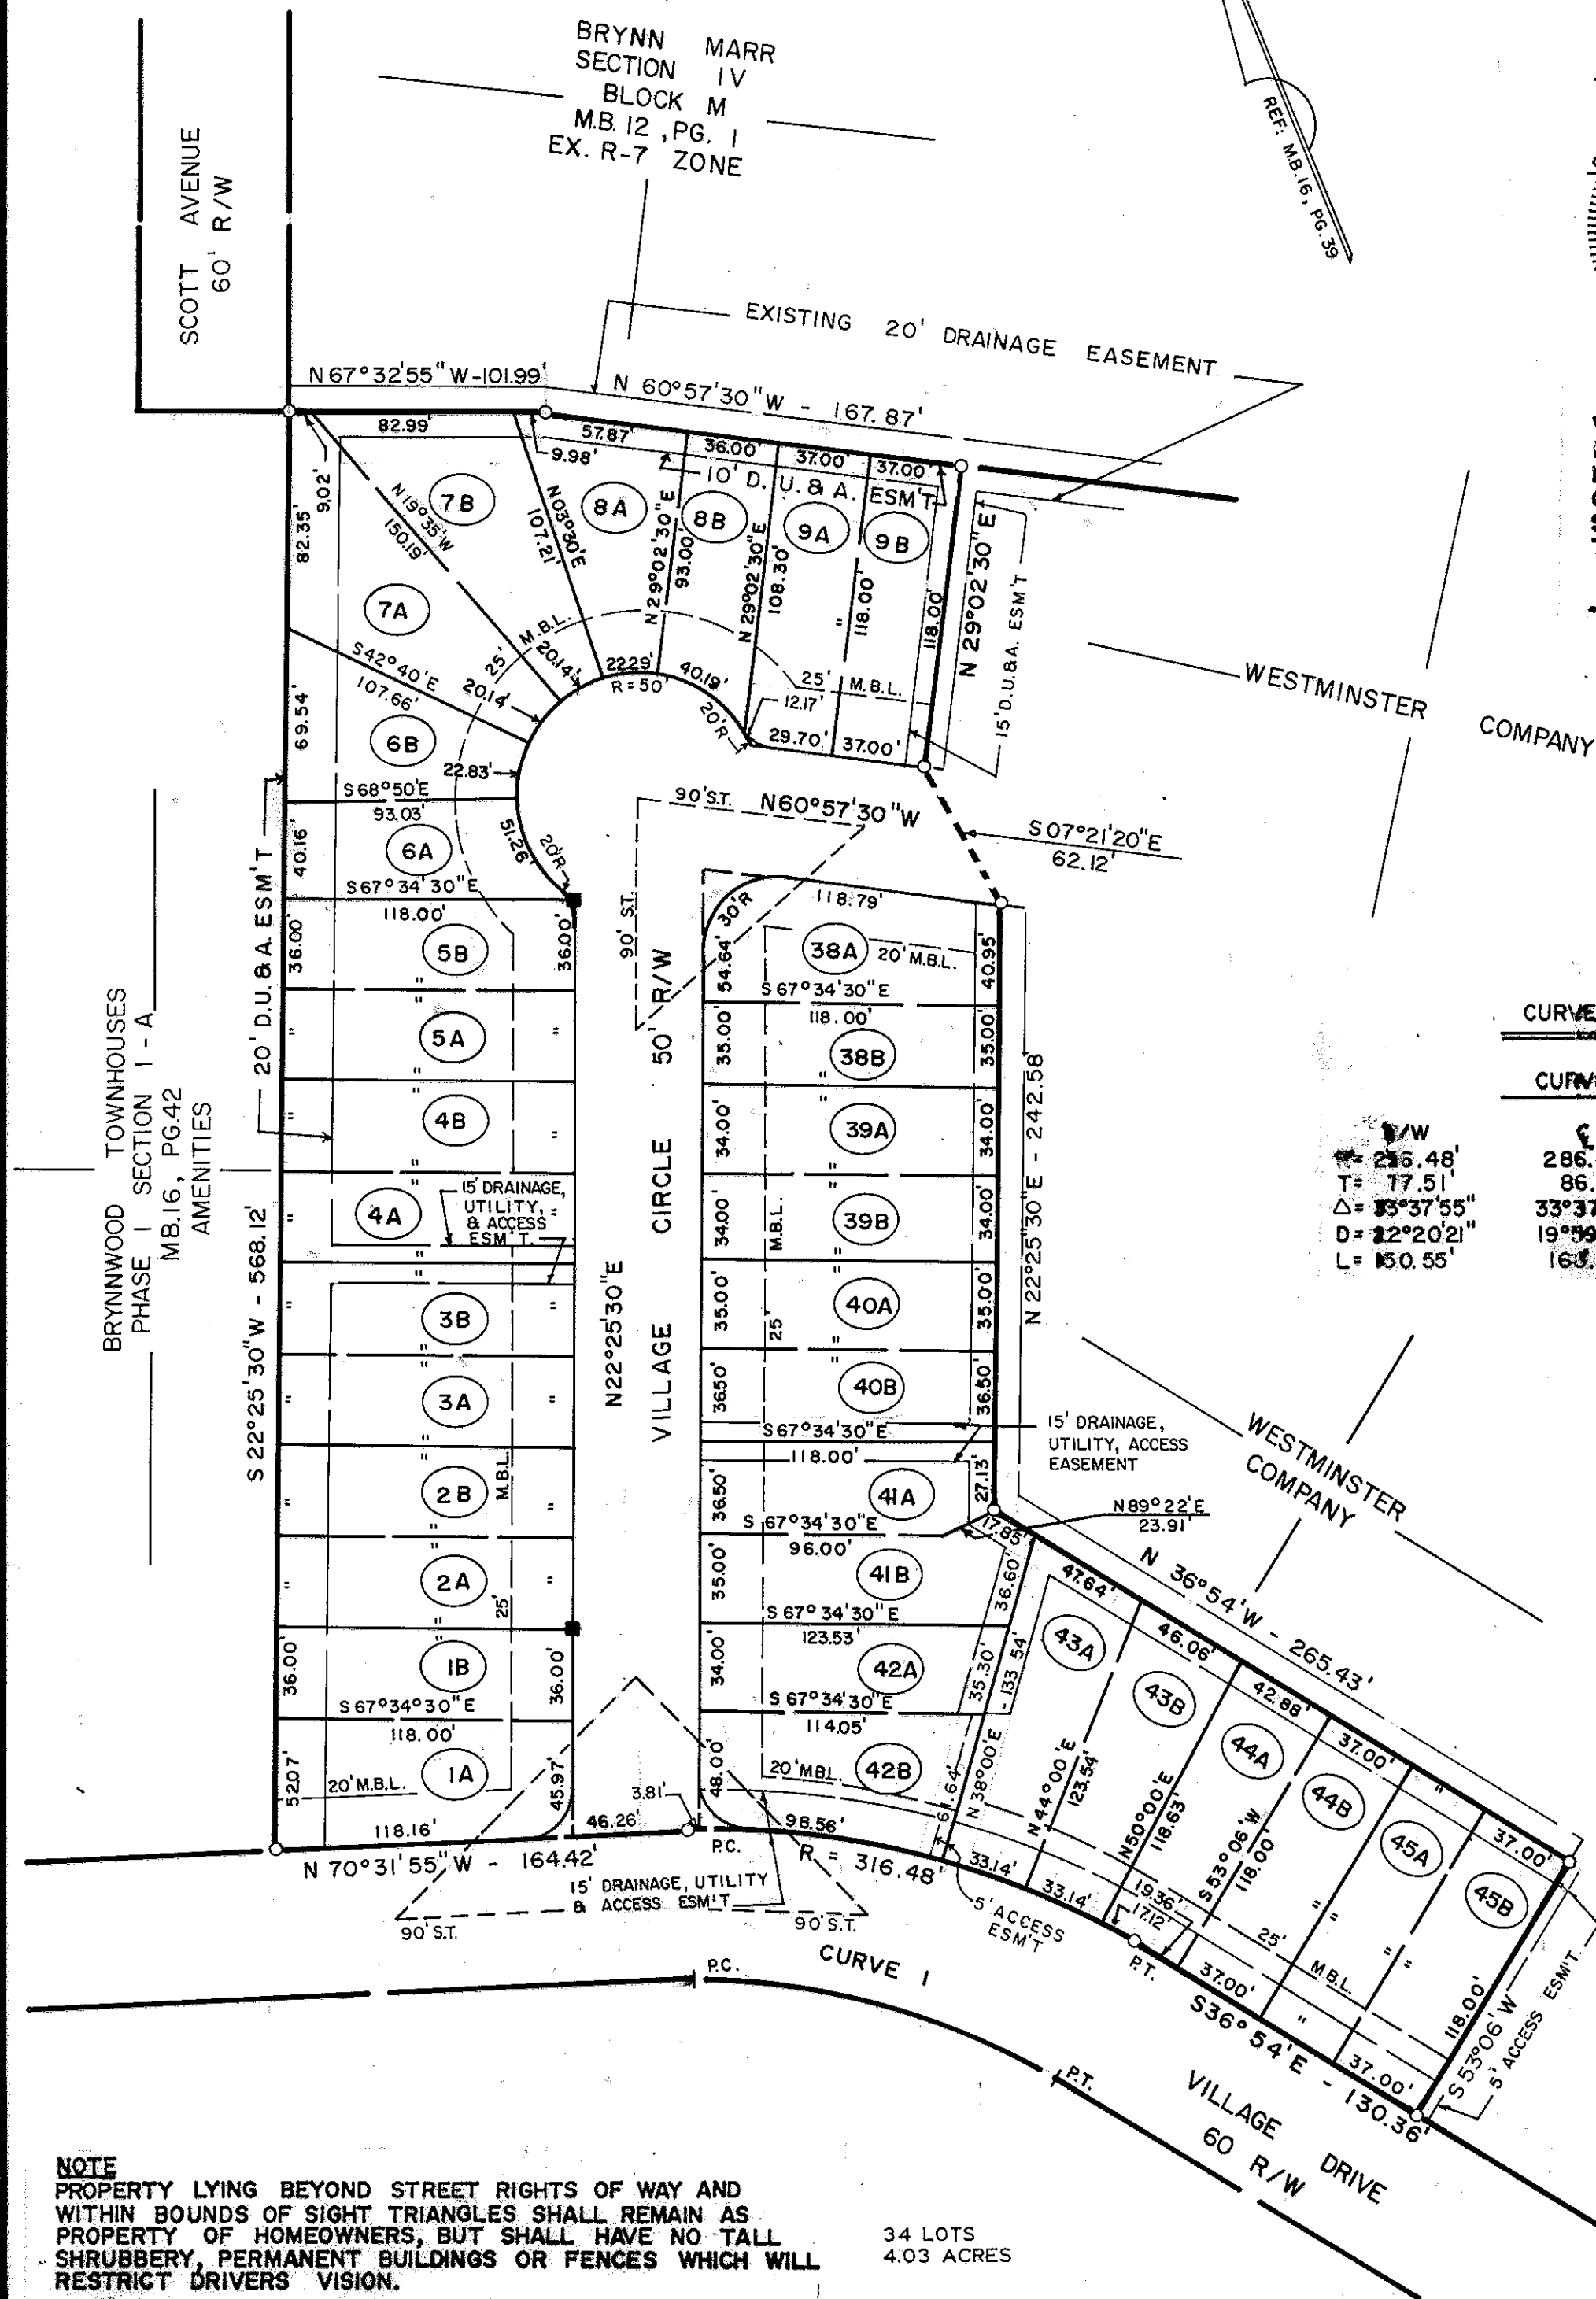 BRYNN MARR
SECTION IV
BLOCK M
M.B. 12 , PG. 1
EX. R-7 ZONE
REF: M.B.16, PG.39
SCOTT AVENUE
60' R/W
EXISTING 20' DRAINAGE EASEMENT
N 67°32'55" W-101.99'
N 60°57'30"W - 167.87'
82.99'
9.98'
57.87'
36.00'
37.00'
37.00'
10' D. U. & A. ESM'T
9.02'
82.35'
N19°35'W
150.19'
7B
N03°30'E
107.21'
8A
N29°02'30"E
93.00'
8B
N 29°02'30"E
108.30'
9A
"
118.00'
9B
118.00'
N 29°02'30" E
15' D.U.&A. ESM'T
7A
25' M.B.L.
20.14'
20.14'
22.29'
R=50'
40.19'
20'R
25' M.B.L.
12.17'
29.70'
37.00'
WESTMINSTER COMPANY
S42°40'E
107.66'
69.54'
6B
22.83'
S68°50'E
93.03'
40.16'
6A
51.26'
20'R
S67°34'30"E
118.00'
90'S.T.
N60°57'30"W
90' S.T.
S07°21'20"E
62.12'
20' D.U.& A. ESM'T
36.00'
5B
36.00'
"
5A
"
4B
"
4A
15' DRAINAGE,
UTILITY,
& ACCESS
ESM'T.
3B
3A
2B
2A
M.B.L.
25'
36.00'
1B
36.00'
S67°34'30"E
118.00'
52.07'
20'M.B.L.
1A
45.97'
118.16'
46.26'
3.81'
N 70°31'55"W - 164.42'
S 22°25'30"W - 568.12'
BRYNNWOOD TOWNHOUSES
PHASE I SECTION I-A
MB.16, PG.42
AMENITIES
N22°25'30"E
VILLAGE CIRCLE 50' R/W
30'R
118.79'
54.64'
38A
20'M.B.L.
40.95'
S67°34'30"E
118.00'
35.00'
38B
35.00'
"
34.00'
39A
34.00'
"
34.00'
M.B.L.
39B
34.00'
"
35.00'
25'
40A
35.00'
"
36.50'
40B
36.50'
S67°34'30"E
118.00'
36.50'
41A
27.13'
S 67°34'30"E
96.00'
35.00'
41B
S 67°34'30"E
123.53'
34.00'
42A
S 67°34'30"E
114.05'
48.00'
20'MBL.
42B
N 22°25'30"E - 242.58
15' DRAINAGE,
UTILITY, ACCESS
EASEMENT
N89°22'E
23.91'
17.85'
36.60'
35.30'
61.64'
N 38°00'E - 133.54'
WESTMINSTER
COMPANY
N 36°54'W - 265.43'
47.64'
46.06'
42.88'
37.00'
"
37.00'
43A
N44°00'E
123.54'
43B
N50°00'E
118.63'
44A
S53°06'W
118.00'
44B
"
"
45A
"
"
45B
118.00'
S 53°06'W
5' ACCESS ESM'T.
98.56'
P.C.
R = 316.48'
33.14'
33.14'
19.36'
17.12'
25' M.B.L.
P.T.
37.00'
"
37.00'
S36°54'E - 130.36'
5' ACCESS
ESM'T
15' DRAINAGE, UTILITY
& ACCESS ESM'T
90'S.T.
90'S.T.
P.C.
CURVE 1
P.T.
VILLAGE DRIVE
60 R/W
CURVE
R/W
T= 77.51'
86.
33°37
D= 22°20'21"
L= 150.55'
286.
NOTE
PROPERTY LYING BEYOND STREET RIGHTS OF WAY AND
WITHIN BOUNDS OF SIGHT TRIANGLES SHALL REMAIN AS
PROPERTY OF HOMEOWNERS, BUT SHALL HAVE NO TALL
SHRUBBERY, PERMANENT BUILDINGS OR FENCES WHICH WILL
RESTRICT DRIVERS VISION.
34 LOTS
4.03 ACRES